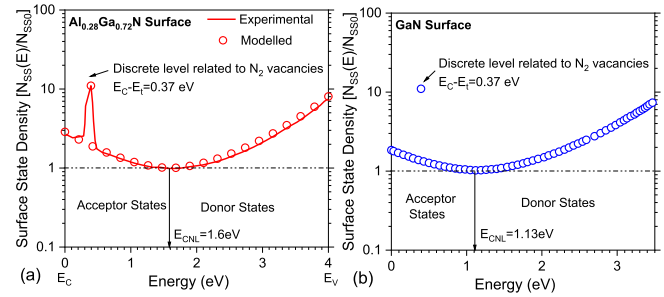 Al0.28Ga0.72N Surface
Experimental
Modelled
Discrete level related to N2 vacancies
EC-Et=0.37 eV
Surface State Density [NSS(E)/NSS0]
10
1
0.1
Acceptor States
Donor States
ECNL=1.6eV
0
1
2
3
4
EC
Energy (eV)
EV
(a)
GaN Surface
Discrete level related to N2 vacancies
EC-Et=0.37 eV
Surface State Density [NSS(E)/NSS0]
100
10
1
0.1
Acceptor
States
Donor States
ECNL=1.13eV
0
1
2
3
Energy (eV)
(b)